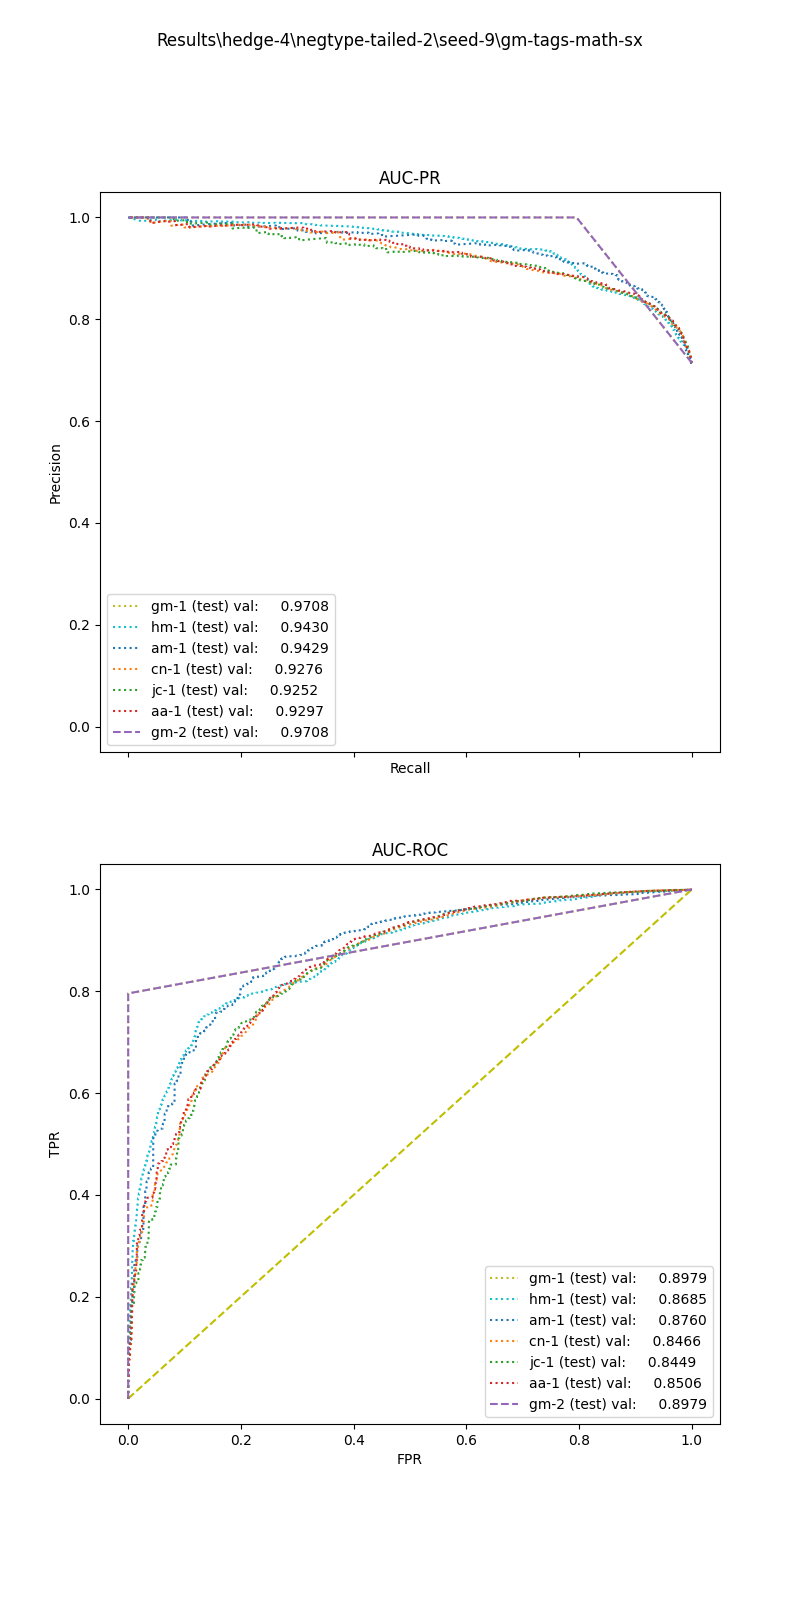 Results\hedge-4\negtype-tailed-2\seed-9\gm-tags-math-sx
AUC-PR
1.0
0.8
0.6
0.4
0.2
0.0
Precision
gm-1 (test) val: 0.9708
hm-1 (test) val: 0.9430
am-1 (test) val: 0.9429
cn-1 (test) val: 0.9276
jc-1 (test) val: 0.9252
aa-1 (test) val: 0.9297
gm-2 (test) val: 0.9708
Recall
AUC-ROC
1.0
0.8
0.6
0.4
0.2
0.0
TPR
gm-1 (test) val: 0.8979
hm-1 (test) val: 0.8685
am-1 (test) val: 0.8760
cn-1 (test) val: 0.8466
jc-1 (test) val: 0.8449
aa-1 (test) val: 0.8506
gm-2 (test) val: 0.8979
0.0 0.2 0.4 0.6 0.8 1.0
FPR